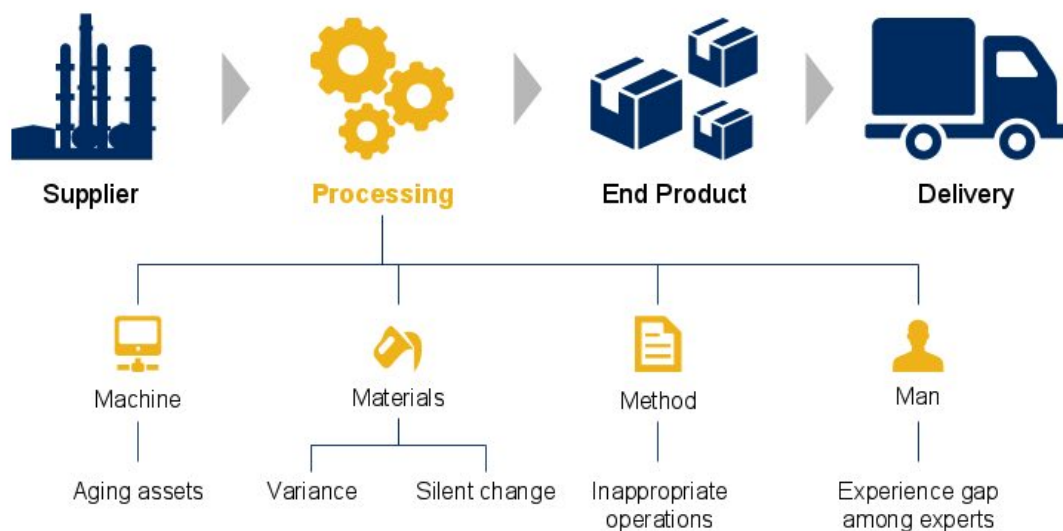 Supplier
Processing
End Product
Delivery
Machine
Materials
Method
Man
Aging assets
Variance
Silent change
Inappropriate
operations
Experience gap
among experts